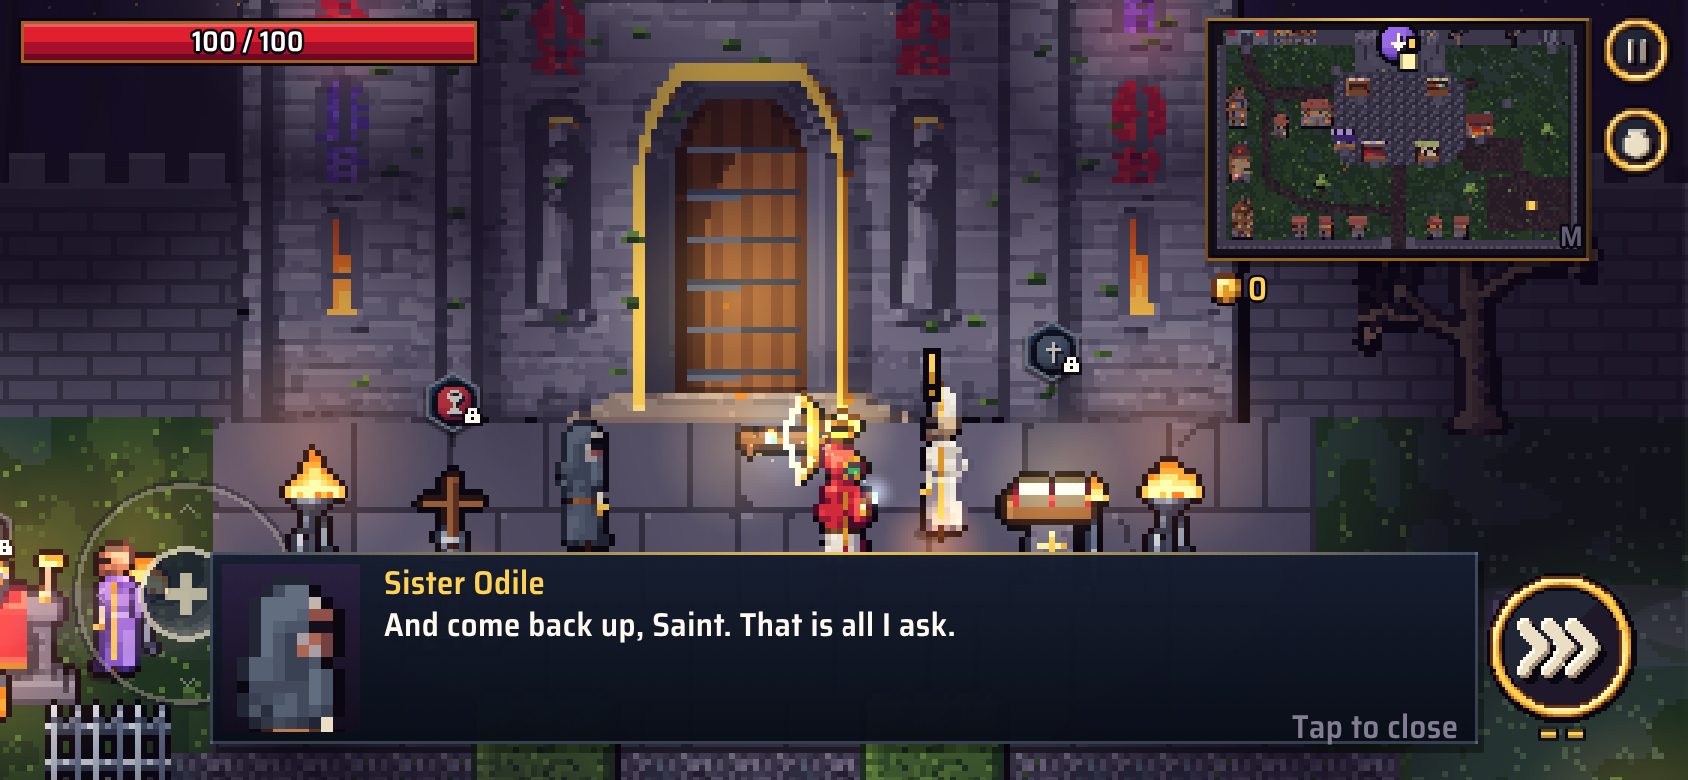 100 / 100
M
0
Sister Odile
And come back up, Saint. That is all I ask.
Tap to close